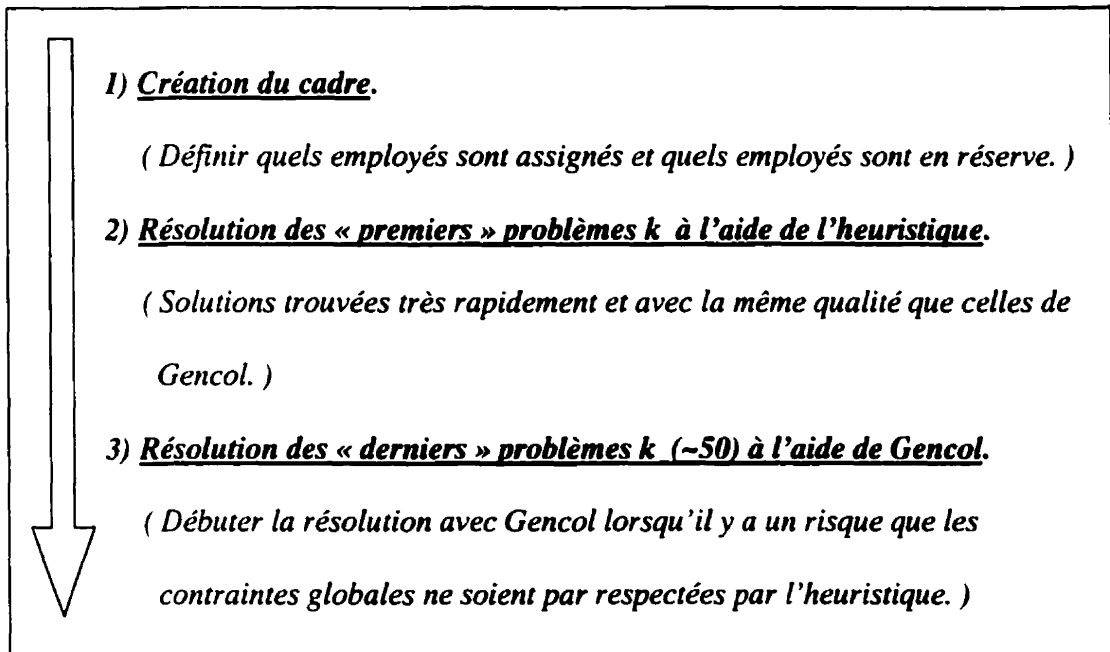 1) Création du cadre.
( Définir quels employés sont assignés et quels employés sont en réserve. )
2) Résolution des « premiers » problèmes k à l'aide de l'heuristique.
( Solutions trouvées très rapidement et avec la même qualité que celles de
Gencol. )
3) Résolution des « derniers » problèmes k (~50) à l'aide de Gencol.
( Débuter la résolution avec Gencol lorsqu'il y a un risque que les
contraintes globales ne soient par respectées par l'heuristique. )